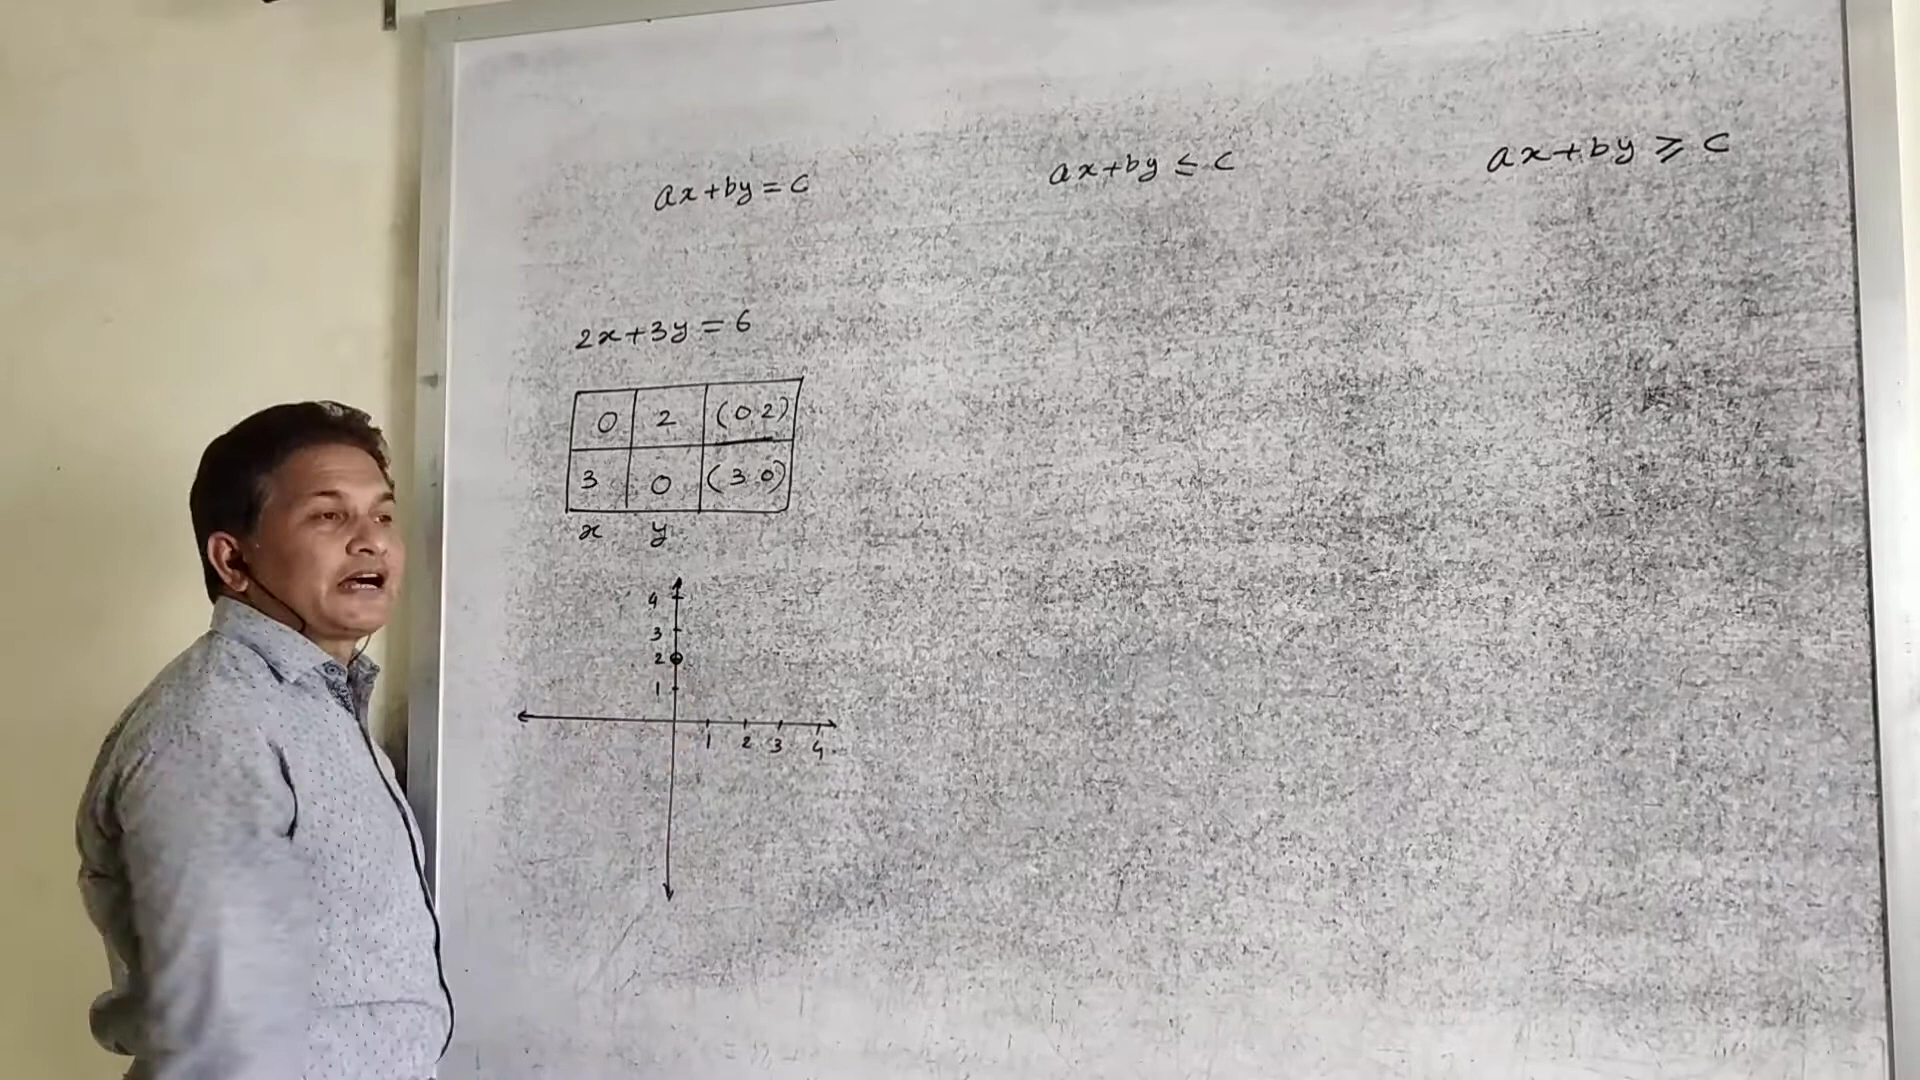 ax+by=c
ax+by ≤ c
ax+by ⩾ c
2x+3y=6
0 2 (0 2)
3 0 (3.0)
x y
4
3
2
1
1 2 3 4